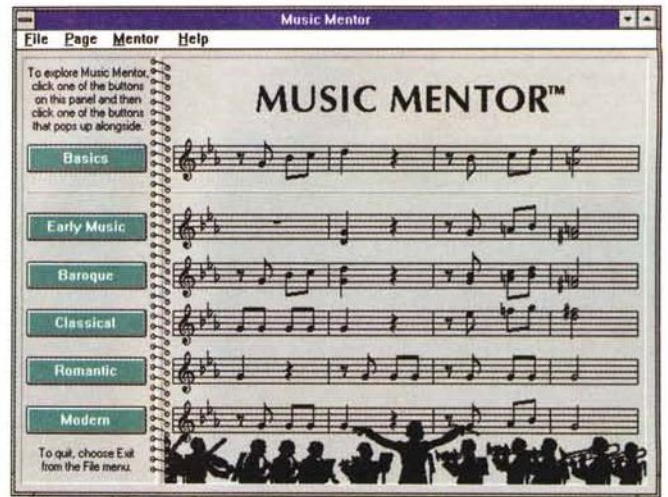 Music Mentor
File Page Mentor Help
To explore Music Mentor,
click one of the buttons
on this panel and then
click one of the buttons
that pops up alongside.
MUSIC MENTOR™
Basics
Early Music
Baroque
Classical
Romantic
Modern
To quit, choose Exit
from the File menu.